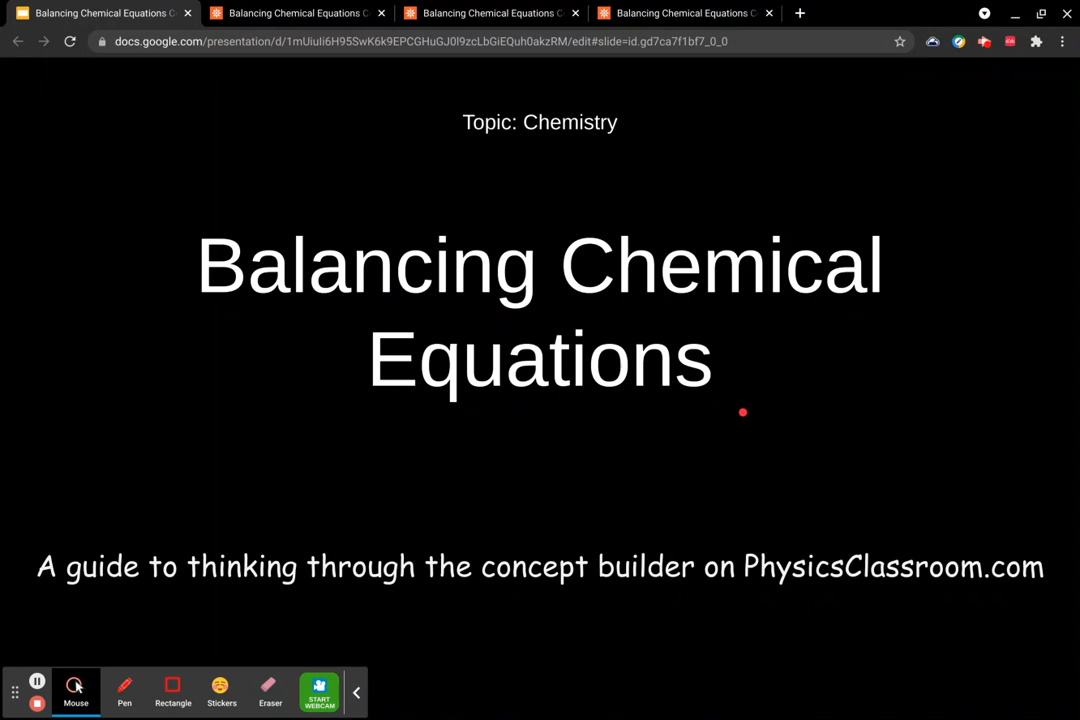 Balancing Chemical Equations C
Balancing Chemical Equations C
Balancing Chemical Equations C
Balancing Chemical Equations C
docs.google.com/presentation/d/1mUiuIi6H95SwK6k9EPCGHuGJ0l9zcLbGiEQuh0akzRM/edit#slide=id.gd7ca7f1bf7_0_0
Topic: Chemistry
Balancing Chemical
Equations
A guide to thinking through the concept builder on PhysicsClassroom.com
Mouse
Pen
Rectangle
Stickers
Eraser
START
WEBCAM